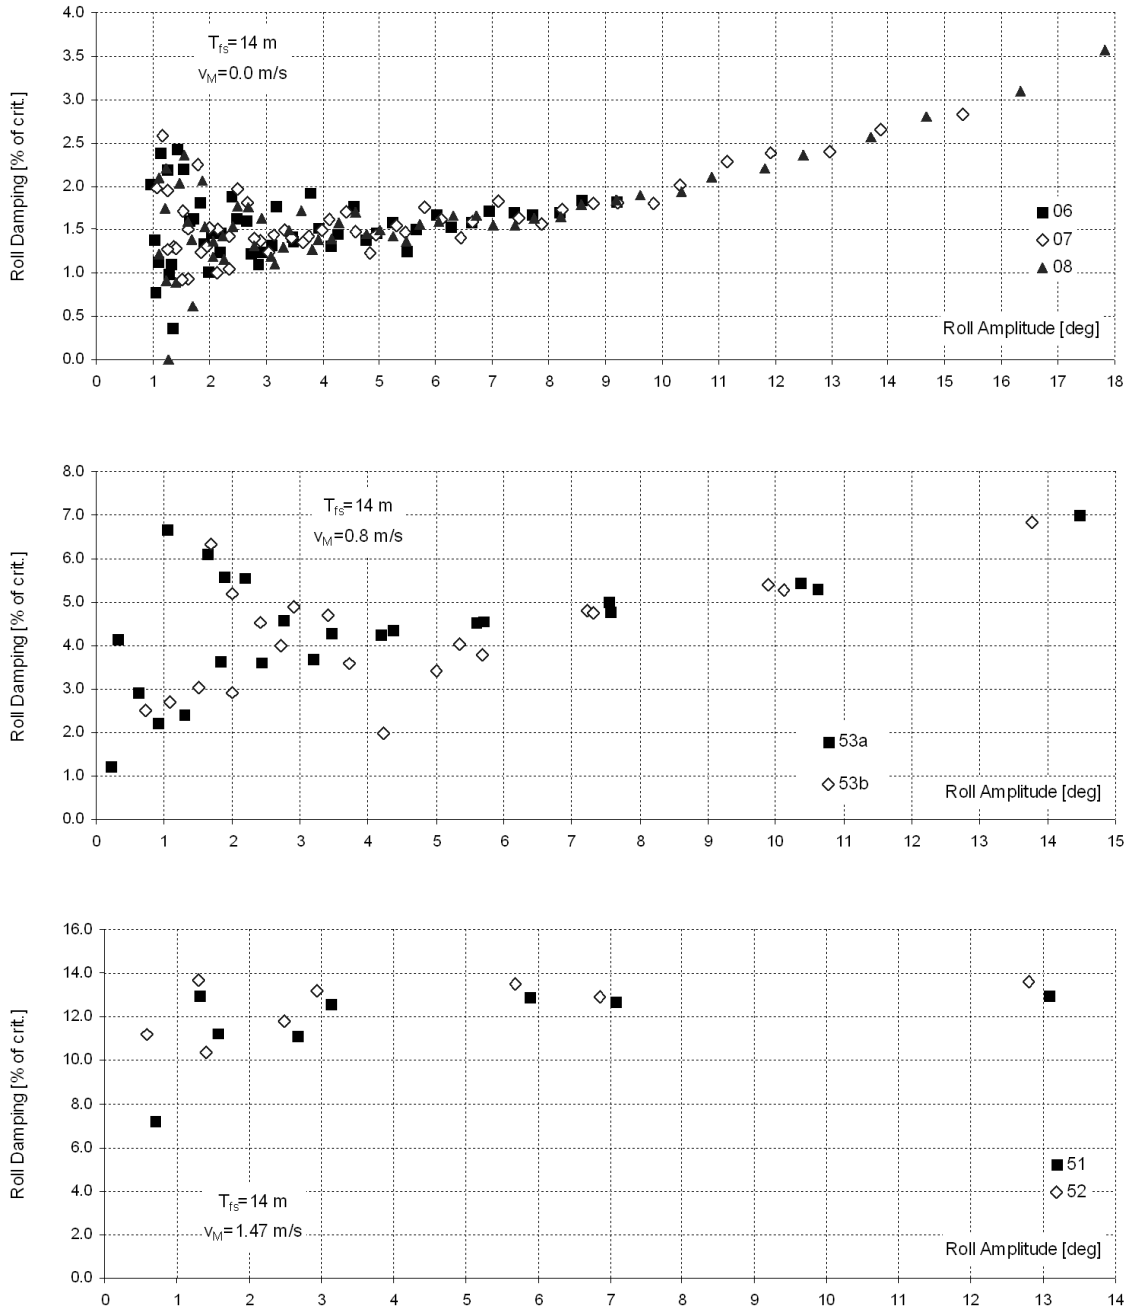 4.0
3.5
3.0
2.5
2.0
1.5
1.0
0.5
0.0
Roll Damping [% of crit.]
Tfs=14 m
vM=0.0 m/s
06
07
08
Roll Amplitude [deg]
0 1 2 3 4 5 6 7 8 9 10 11 12 13 14 15 16 17 18
8.0
7.0
6.0
5.0
4.0
3.0
2.0
1.0
0.0
Roll Damping [% of crit.]
Tfs=14 m
vM=0.8 m/s
53a
53b
Roll Amplitude [deg]
0 1 2 3 4 5 6 7 8 9 10 11 12 13 14 15
16.0
14.0
12.0
10.0
8.0
6.0
4.0
2.0
0.0
Roll Damping [% of crit.]
Tfs=14 m
vM=1.47 m/s
51
52
Roll Amplitude [deg]
0 1 2 3 4 5 6 7 8 9 10 11 12 13 14